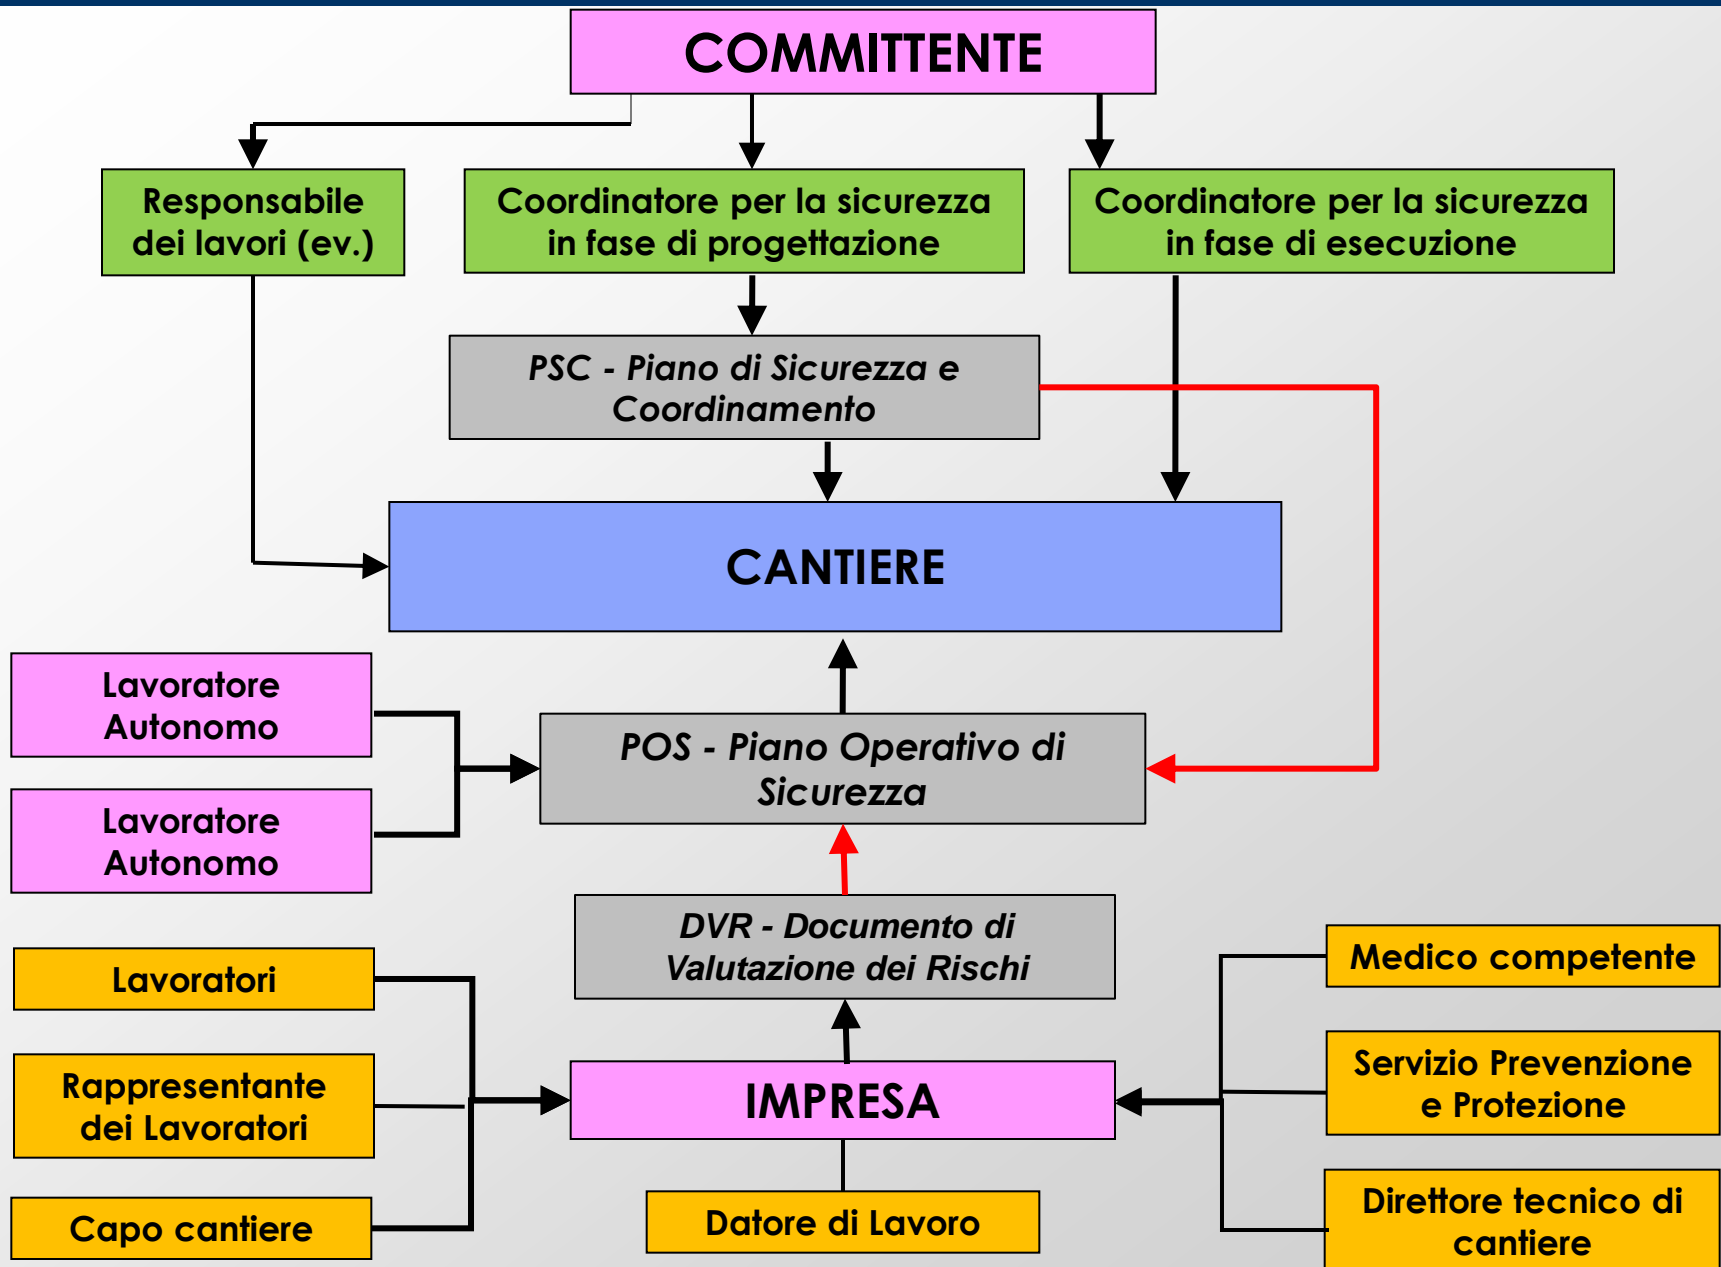 COMMITTENTE
Responsabile
dei lavori (ev.)
Coordinatore per la sicurezza
in fase di progettazione
Coordinatore per la sicurezza
in fase di esecuzione
PSC - Piano di Sicurezza e
Coordinamento
CANTIERE
Lavoratore
Autonomo
POS - Piano Operativo di
Sicurezza
Lavoratore
Autonomo
DVR - Documento di
Valutazione dei Rischi
Lavoratori
Medico competente
Rappresentante
dei Lavoratori
IMPRESA
Servizio Prevenzione
e Protezione
Capo cantiere
Datore di Lavoro
Direttore tecnico di
cantiere